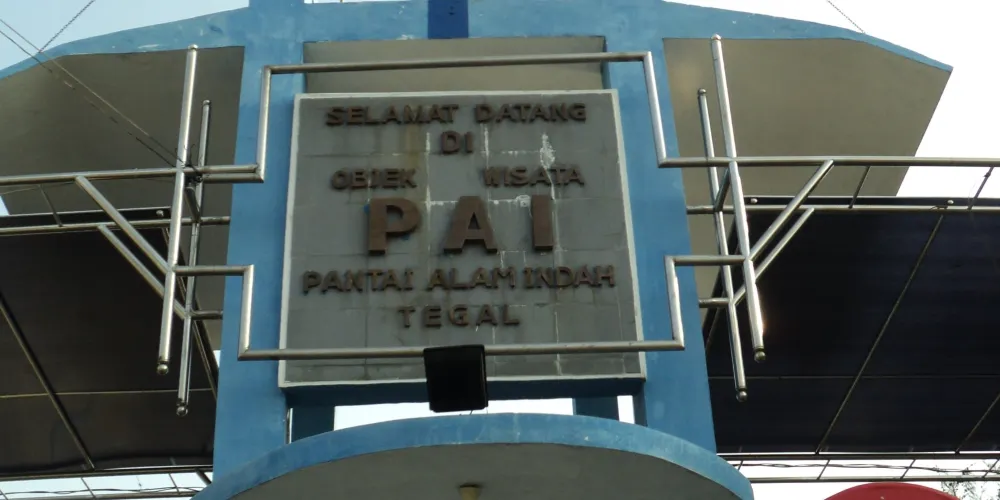 SELAMAT DATANG
DI
OBJEK WISATA
PAI
PANTAI ALAM INDAH
TEGAL